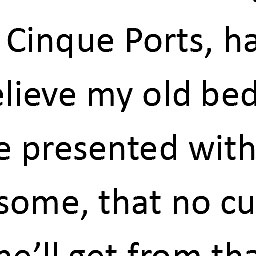 Cinque Ports, ha
elieve my old bed
e presented with
some, that no cu
ne'll get from tha